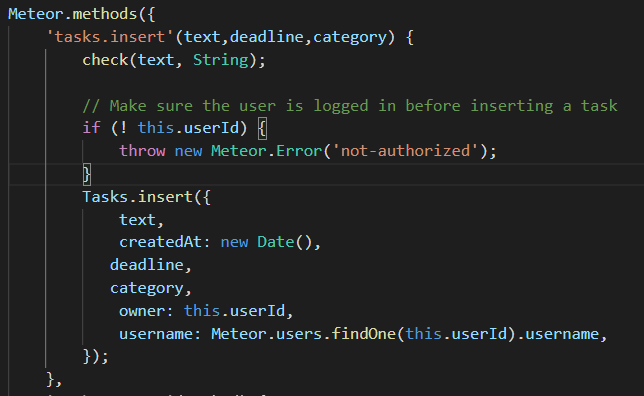 Meteor.methods({
    'tasks.insert'(text,deadline,category) {
        check(text, String);

        // Make sure the user is logged in before inserting a task
        if (! this.userId) {
            throw new Meteor.Error('not-authorized');
        }
        Tasks.insert({
            text,
            createdAt: new Date(),
           deadline,
           category,
            owner: this.userId,
            username: Meteor.users.findOne(this.userId).username,
        });
    },